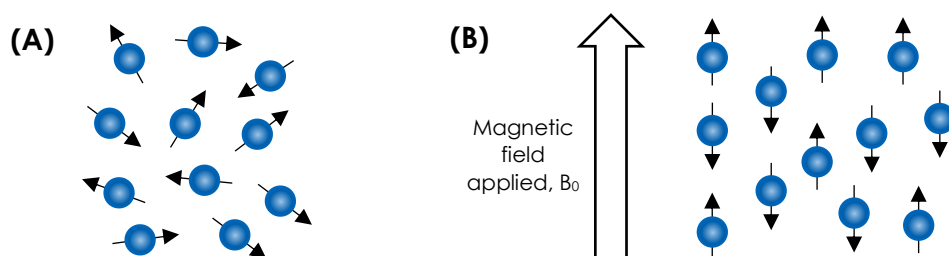 (A)
(B)
Magnetic
field
applied, B₀